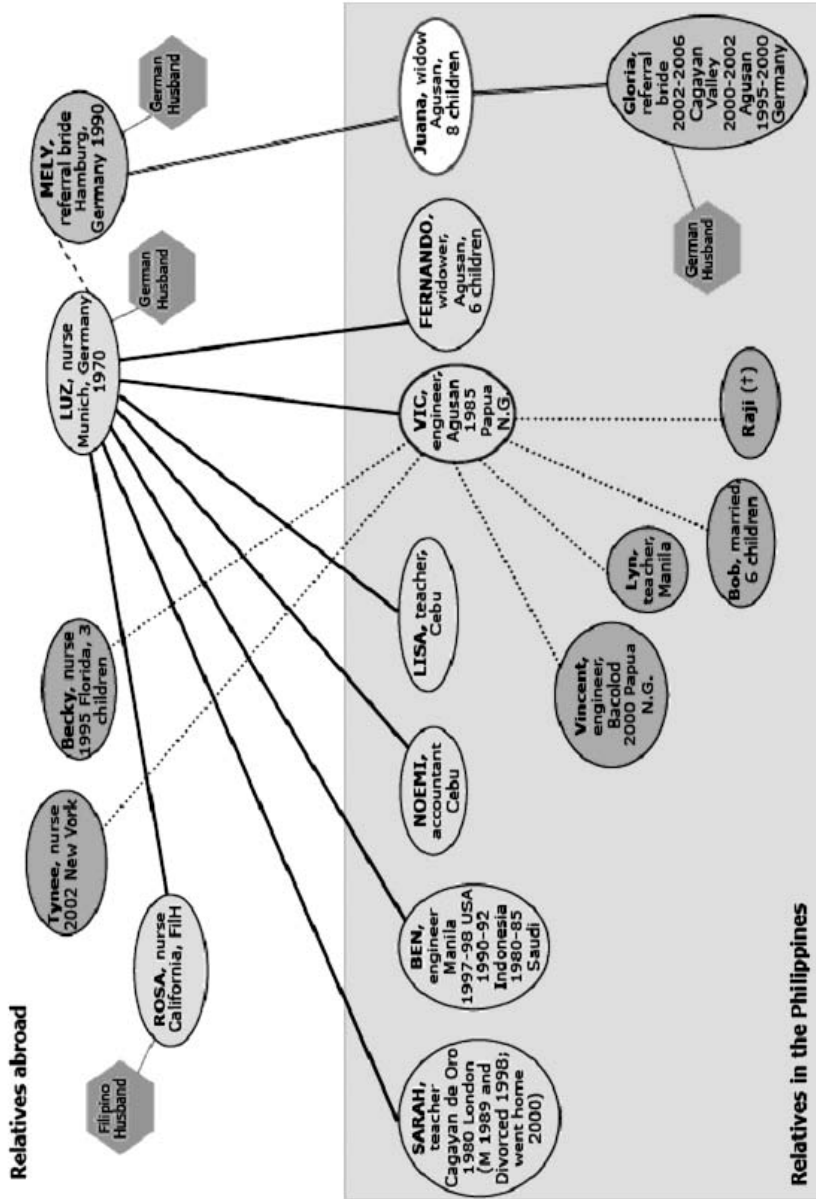 Relatives abroad
Filipino
Husband
ROSA, nurse
California, FilH
Tynee, nurse
2002 New York
Becky, nurse
1995 Florida, 3
children
LUZ, nurse
Munich, Germany
1970
German
Husband
MELY,
referral bride
Hamburg,
Germany 1990
German
Husband
SARAH,
teacher
Cagayan de Oro
1980 London
(M 1989 and
Divorced 1998;
went home
2000)
BEN,
engineer
Manila
1997-98 USA
1990-92
Indonesia
1980-85
Saudi
NOEMI,
accountant
Cebu
LISA, teacher,
Cebu
VIC,
engineer,
Agusan
1985
Papua
N.G.
FERNANDO,
widower,
Agusan,
6 children
Juana, widow
Agusan,
8 children
Vincent,
engineer,
Bacolod
2000 Papua
N.G.
Lyn,
teacher,
Manila
Bob, married,
6 children
Raji (†)
German
Husband
Gloria,
referral
bride
2002-2006
Cagayan
Valley
2000-2002
Agusan
1995-2000
Germany
Relatives in the Philippines